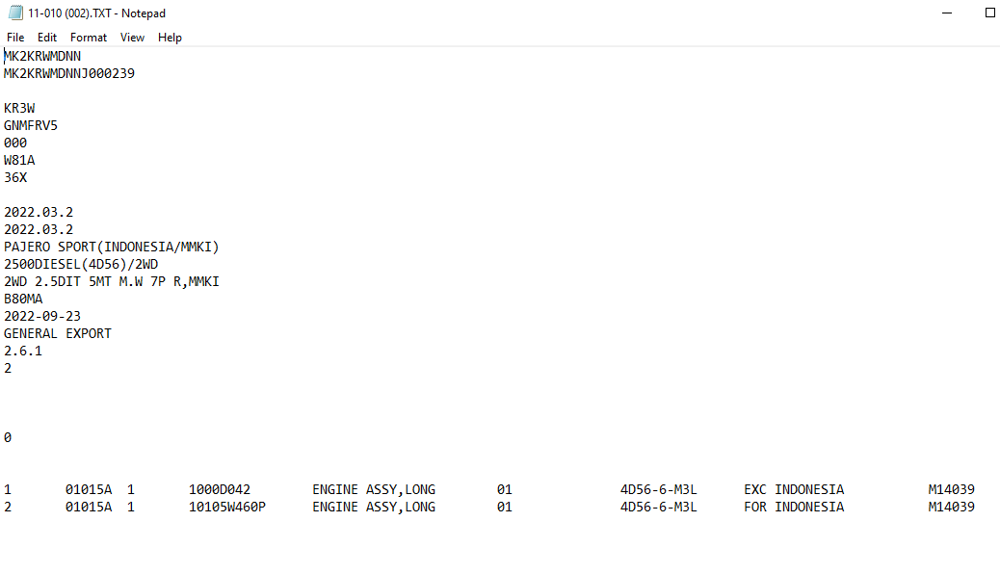 11-010 (002).TXT - Notepad
File Edit Format View Help
MK2KRWMDNN
MK2KRWMDNNJ000239
KR3W
GNMFRV5
000
W81A
36X
2022.03.2
2022.03.2
PAJERO SPORT(INDONESIA/MMKI)
2500DIESEL(4D56)/2WD
2WD 2.5DIT 5MT M.W 7P R,MMKI
B80MA
2022-09-23
GENERAL EXPORT
2.6.1
2
0
1 01015A 1 1000D042 ENGINE ASSY,LONG 01 4D56-6-M3L EXC INDONESIA M14039
2 01015A 1 10105W460P ENGINE ASSY,LONG 01 4D56-6-M3L FOR INDONESIA M14039